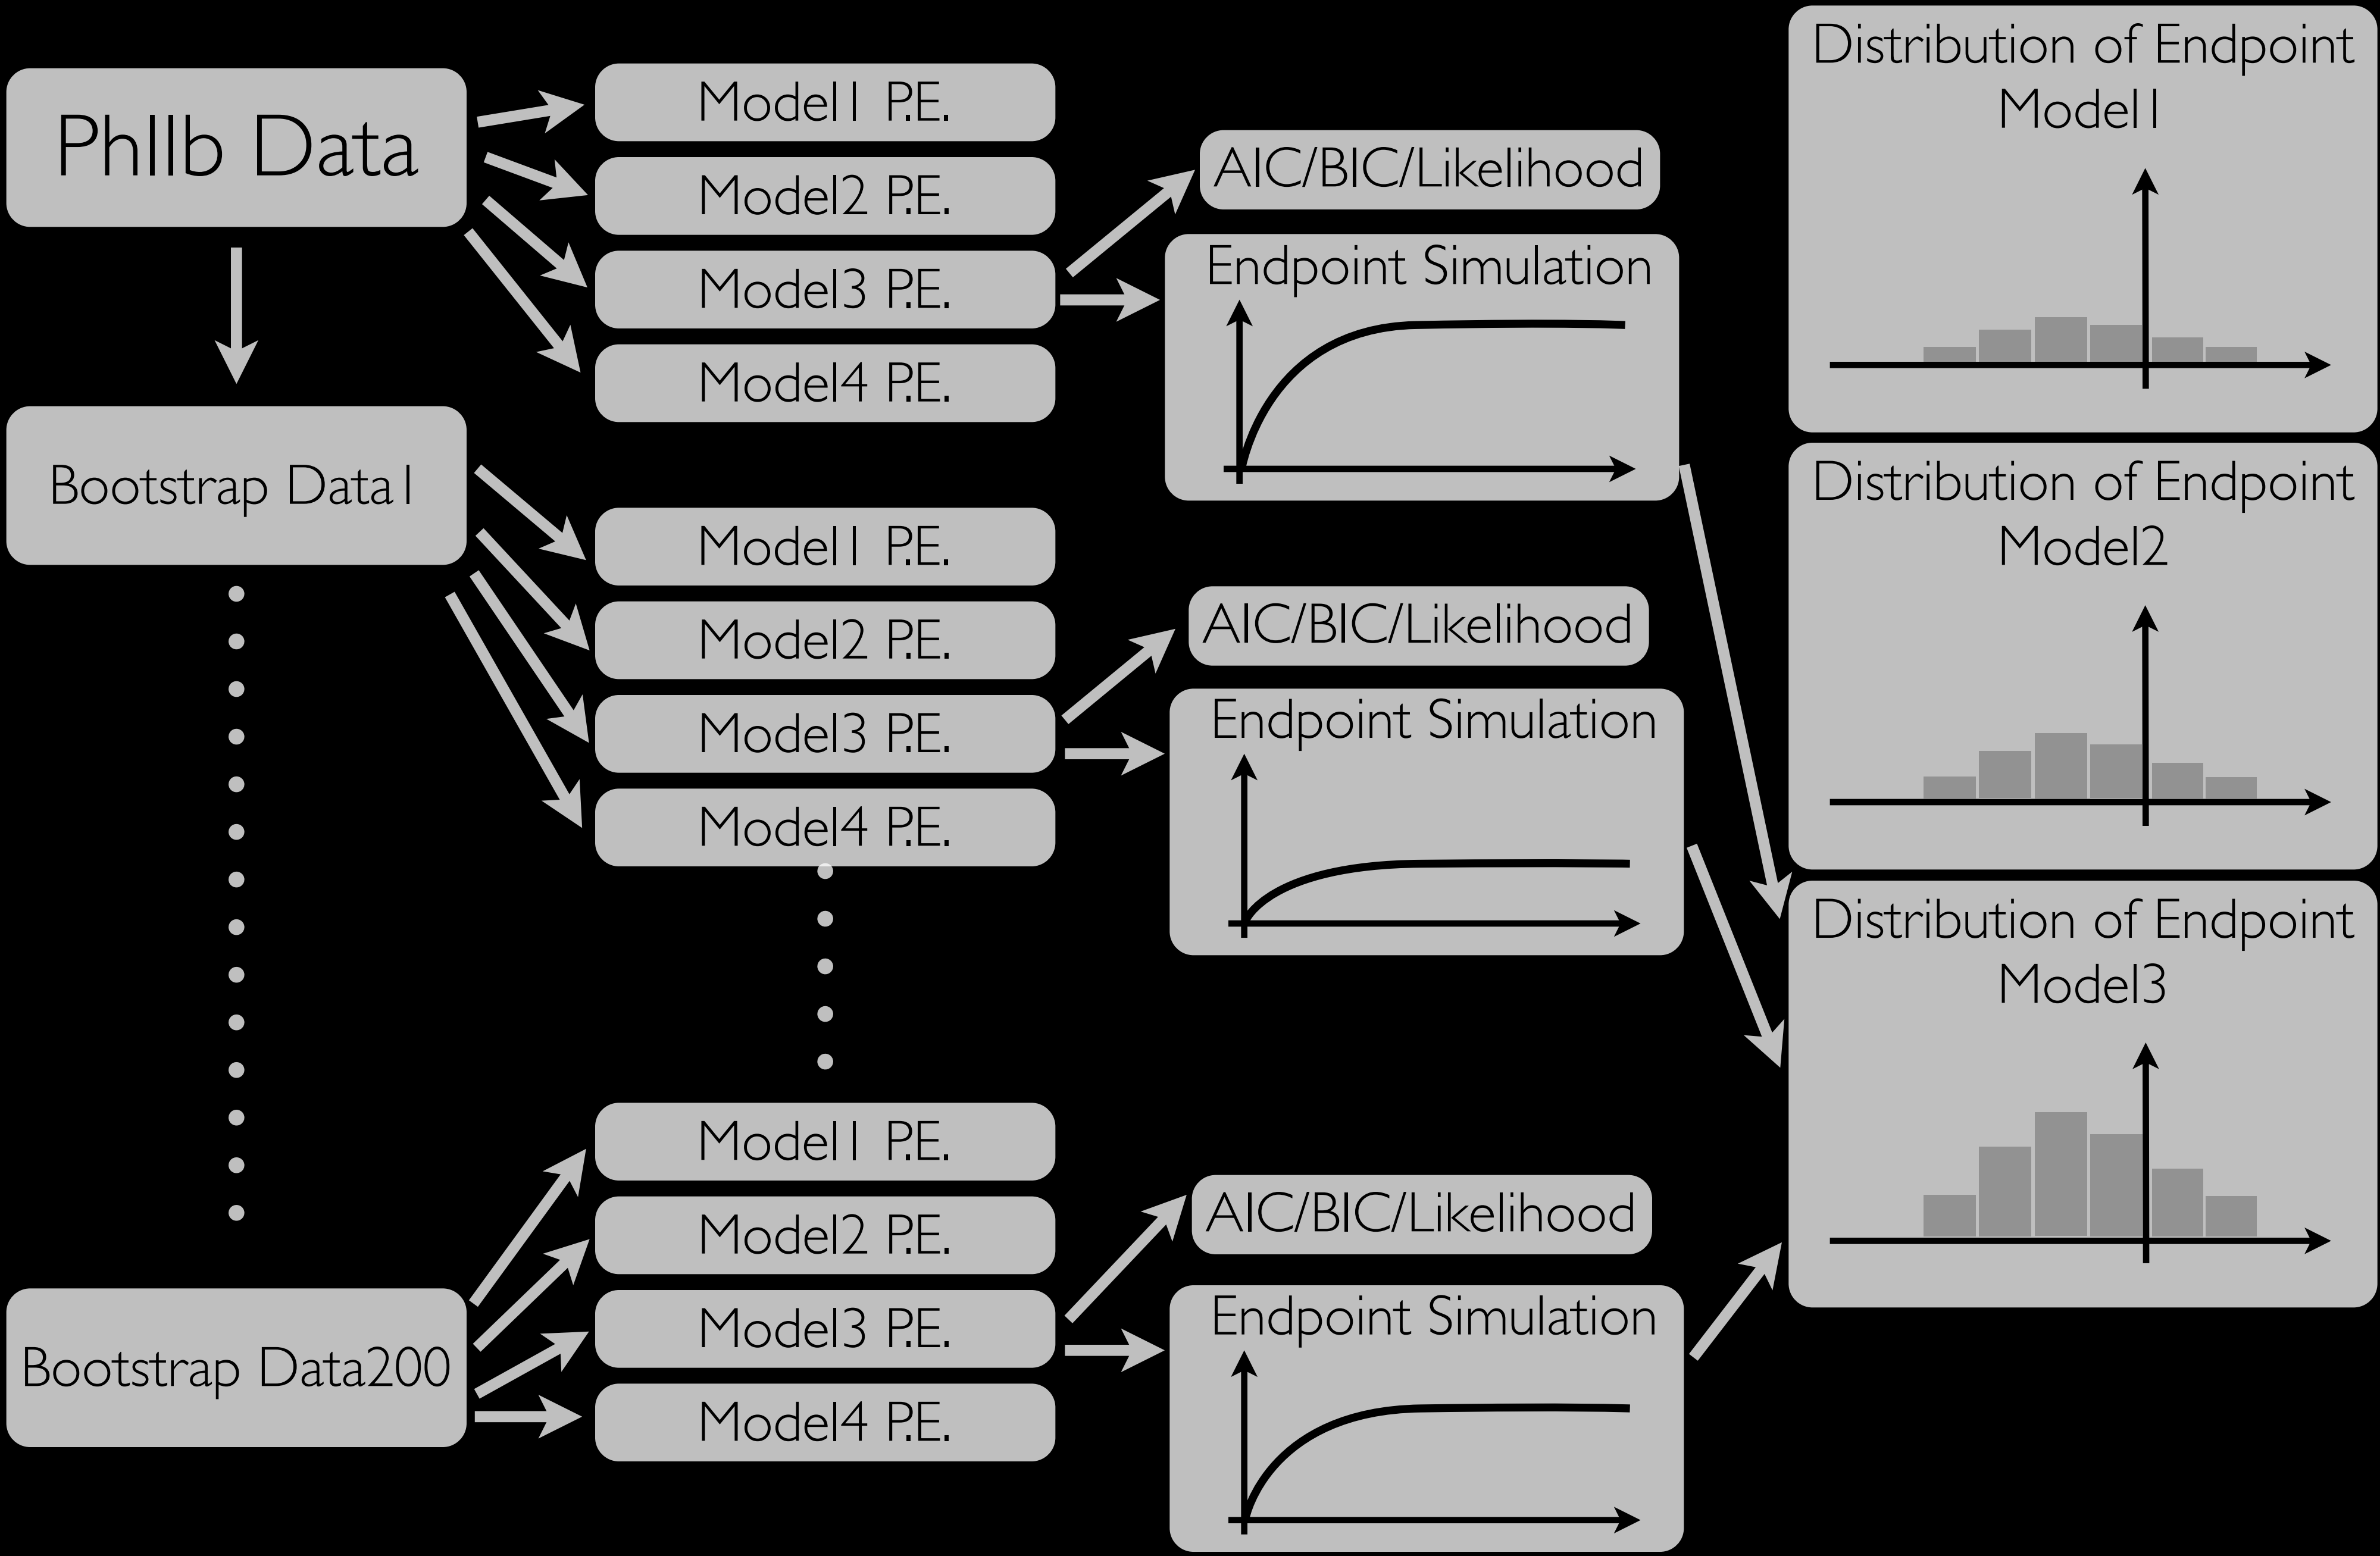 PhIIb Data
Model1 P.E.
Model2 P.E.
Model3 P.E.
Model4 P.E.
AIC/BIC/Likelihood
Endpoint Simulation
Bootstrap Data1
Model1 P.E.
Model2 P.E.
Model3 P.E.
Model4 P.E.
AIC/BIC/Likelihood
Endpoint Simulation
Bootstrap Data200
Model1 P.E.
Model2 P.E.
Model3 P.E.
Model4 P.E.
AIC/BIC/Likelihood
Endpoint Simulation
Distribution of Endpoint
Model1
Distribution of Endpoint
Model2
Distribution of Endpoint
Model3